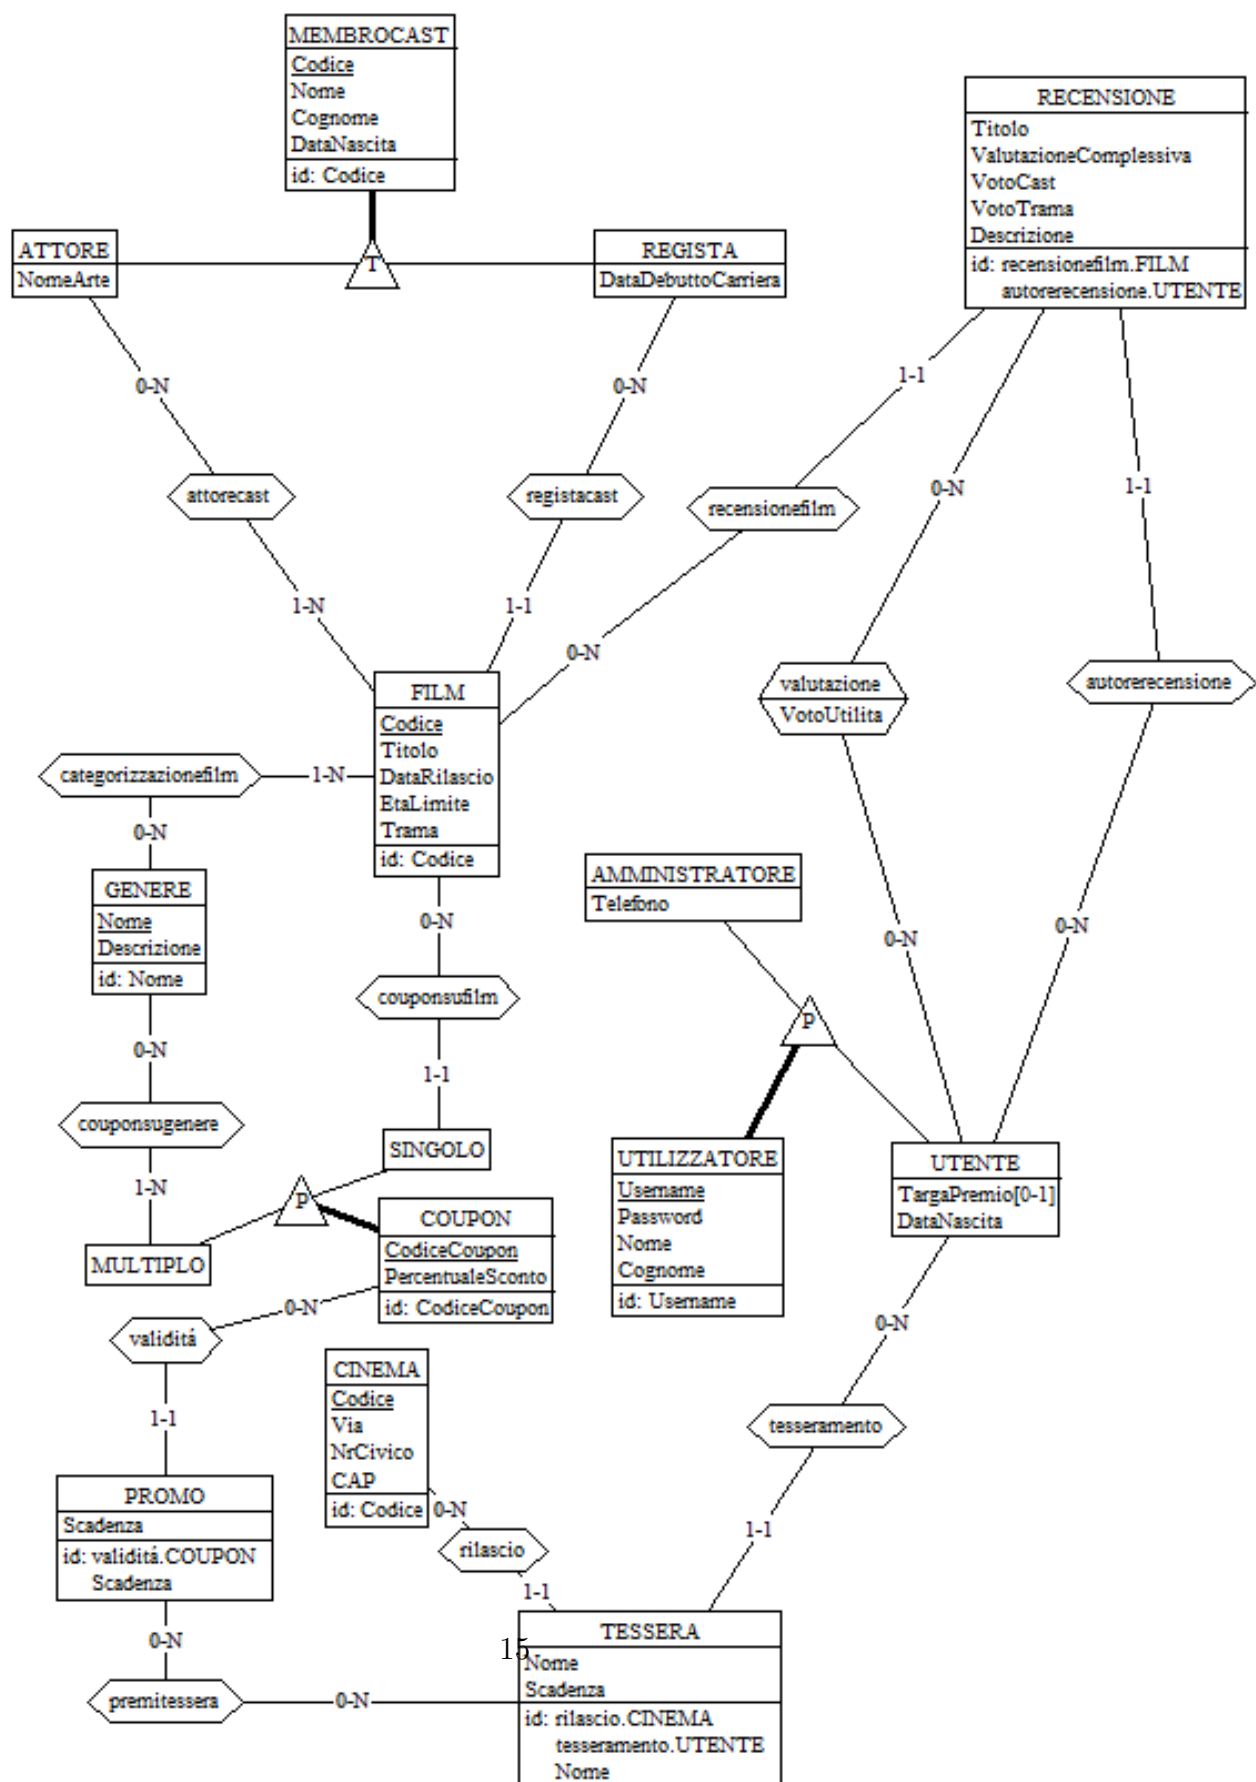 MEMBROCAST
Codice
Nome
Cognome
DataNascita
id: Codice
RECENSIONE
Titolo
ValutazioneComplessiva
VotoCast
VotoTrama
Descrizione
id: recensionefilm.FILM
autorerecensione.UTENTE
ATTORE
NomeArte
T
REGISTA
DataDebuttoCarriera
0-N
0-N
1-1
0-N
1-1
attorecast
registacast
recensionefilm
1-N
1-1
0-N
valutazione
VotoUtilita
autorerecensione
FILM
Codice
Titolo
DataRilascio
EtaLimite
Trama
id: Codice
categorizzazionefilm
1-N
0-N
GENERE
Nome
Descrizione
id: Nome
AMMINISTRATORE
Telefono
0-N
0-N
0-N
couponsufilm
P
0-N
1-1
couponsugenere
SINGOLO
UTILIZZATORE
Username
Password
Nome
Cognome
id: Username
UTENTE
TargaPremio[0-1]
DataNascita
1-N
P
MULTIPLO
COUPON
CodiceCoupon
PercentualeSconto
id: CodiceCoupon
0-N
validitá
0-N
CINEMA
Codice
Via
NrCivico
CAP
id: Codice
1-1
tesseramento
PROMO
Scadenza
id: validitá.COUPON
Scadenza
0-N
rilascio
1-1
1-1
0-N
premitessera
0-N
15
TESSERA
Nome
Scadenza
id: rilascio.CINEMA
tesseramento.UTENTE
Nome